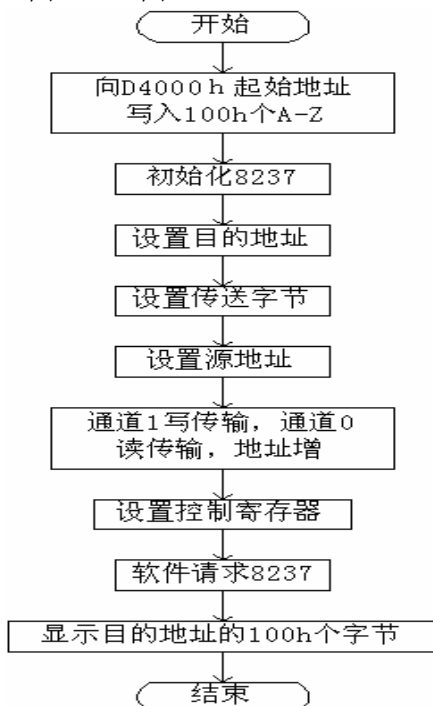 开始
向D4000h起始地址
写入100h个A-Z
初始化8237
设置目的地址
设置传送字节
设置源地址
通道1写传输，通道0
读传输，地址增
设置控制寄存器
软件请求8237
显示目的地址的100h个字节
结束